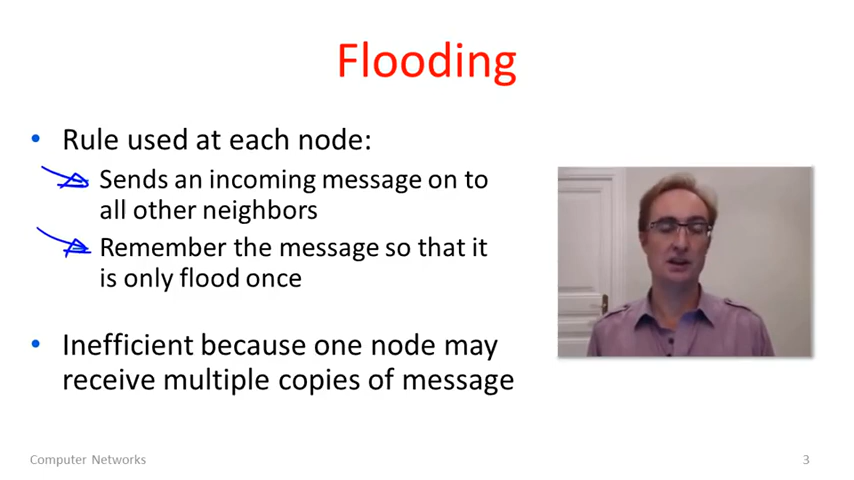 Flooding
• Rule used at each node:
Sends an incoming message on to
all other neighbors
Remember the message so that it
is only flood once
• Inefficient because one node may
receive multiple copies of message
Computer Networks
3